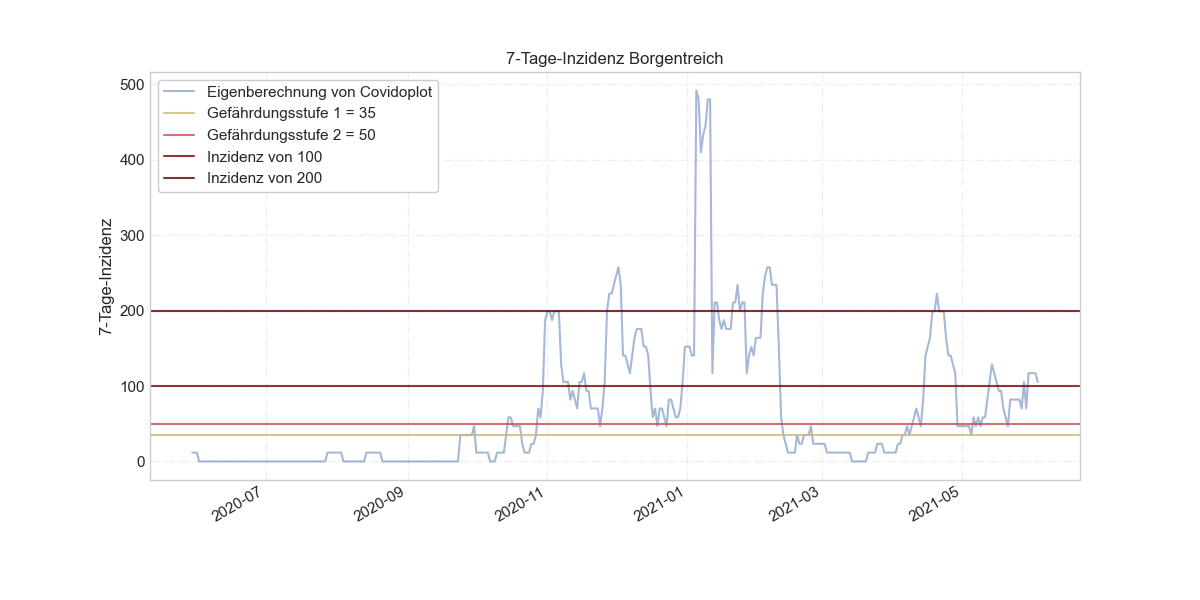 7-Tage-Inzidenz Borgentreich
Eigenberechnung von Covidoplot
Gefährdungsstufe 1 = 35
Gefährdungsstufe 2 = 50
Inzidenz von 100
Inzidenz von 200
7-Tage-Inzidenz
500
400
300
200
100
0
2020-07
2020-09
2020-11
2021-01
2021-03
2021-05